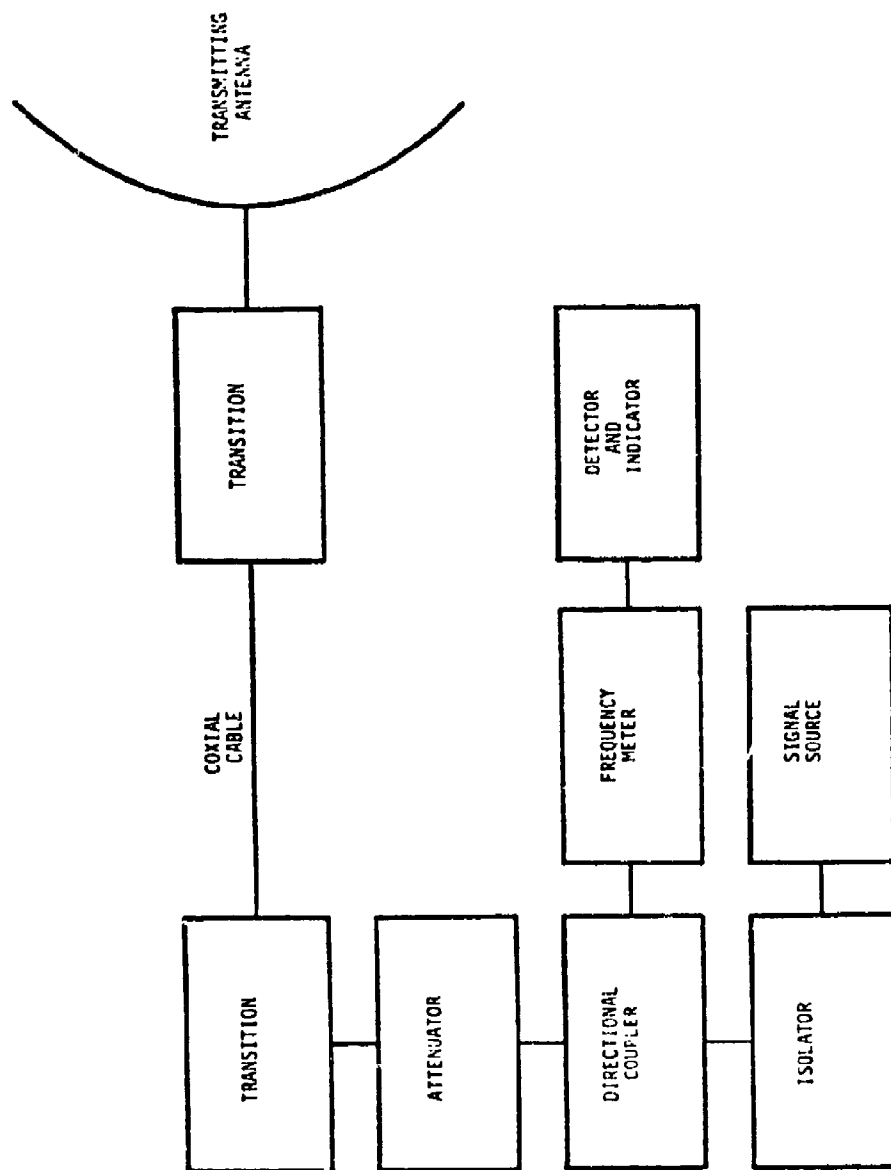 TRANSITION
ATTENUATOR
DIRECTIONAL
COUPLER
ISOLATOR
COXIAL
CABLE
FREQUENCY
METER
SIGNAL
SOURCE
TRANSITION
DETECTOR
AND
INDICATOR
TRANSMITTING
ANTENNA